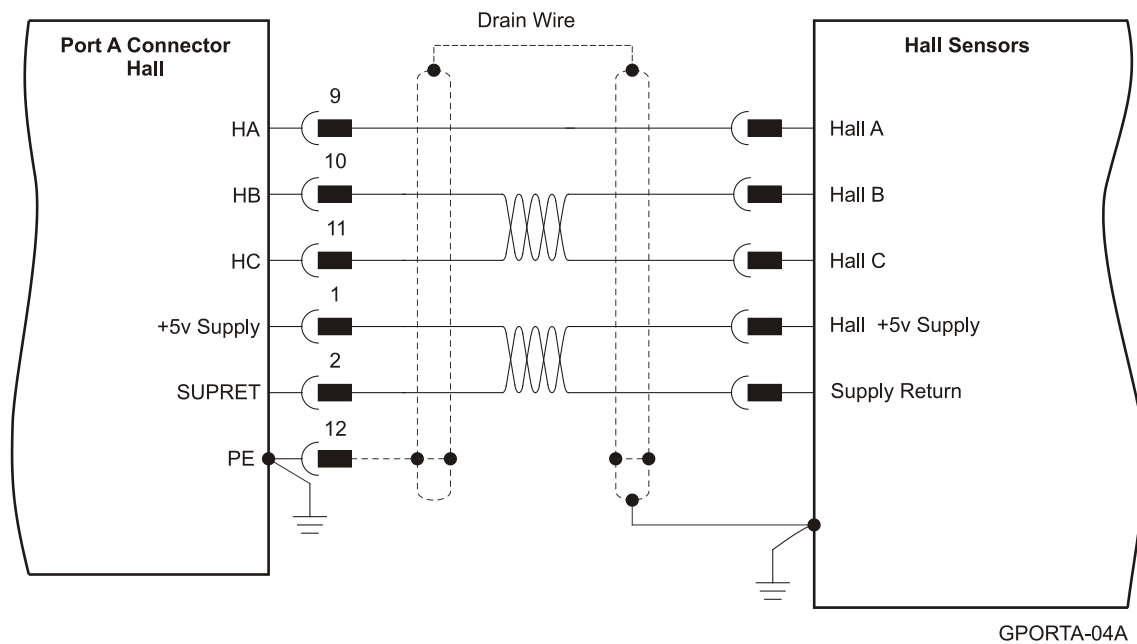 Drain Wire
Port A Connector
Hall
Hall Sensors
9
HA
Hall A
10
HB
Hall B
11
HC
Hall C
1
+5v Supply
Hall +5v Supply
2
SUPRET
Supply Return
12
PE
GPORTA-04A